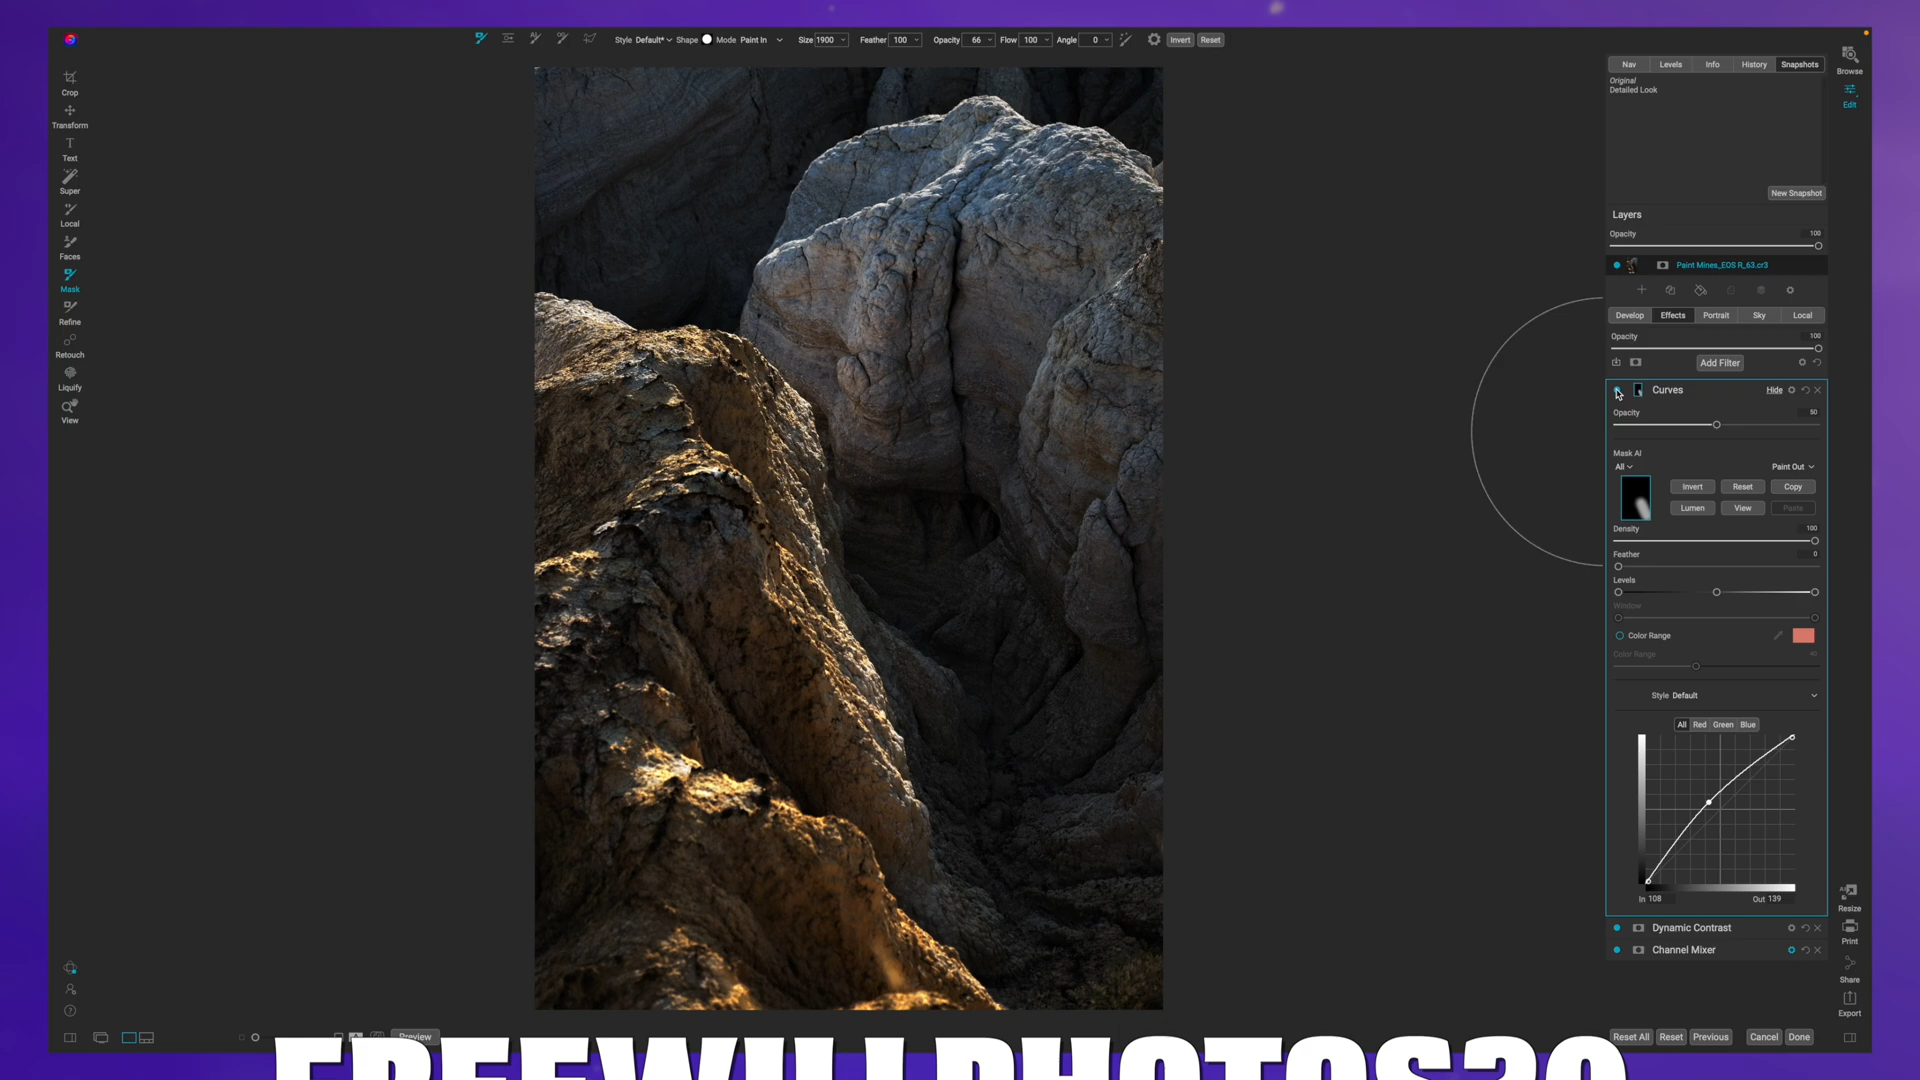 Style Default* Shape Mode Paint In Size 1900 Feather 100 Opacity 66 Flow 100 Angle 0 Invert Reset
Crop
Transform
Text
Super
Local
Faces
Mask
Refine
Retouch
Liquify
View
Nav Levels Info History Snapshots
Original
Detailed Look
New Snapshot
Browse
Edit
Layers
Opacity 100
Paint Mines_EOS R_63.cr3
Develop Effects Portrait Sky Local
Opacity 100
Add Filter
Curves Hide
Opacity 50
Mask AI
All Paint Out
Invert Reset Copy
Lumen View Paste
Density 100
Feather 0
Levels
Window
Color Range
Color Range 40
Style Default
All Red Green Blue
In 108 Out 139
Dynamic Contrast
Channel Mixer
Resize
Print
Share
Export
Preview
Reset All Reset Previous Cancel Done
FREEWILLPHOTOS20